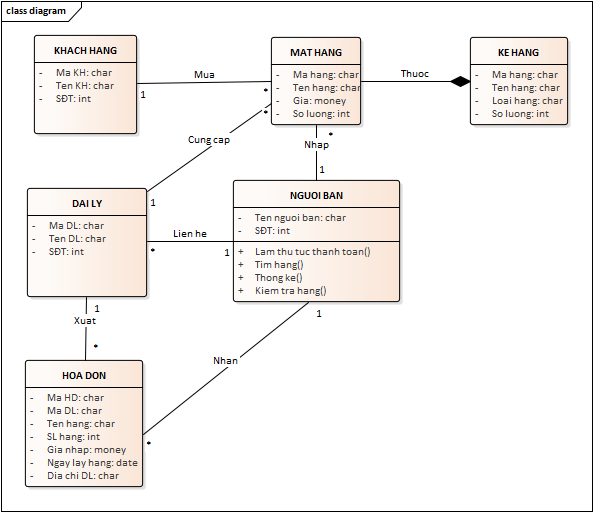 class diagram
KHACH HANG
- Ma KH: char
- Ten KH: char
- SĐT: int
Mua
1
*
MAT HANG
- Ma hang: char
- Ten hang: char
- Gia: money
- So luong: int
Thuoc
KE HANG
- Ma hang: char
- Ten hang: char
- Loai hang: char
- So luong: int
Cung cap
*
1
Nhap
*
1
DAI LY
- Ma DL: char
- Ten DL: char
- SĐT: int
Lien he
*
1
NGUOI BAN
- Ten nguoi ban: char
- SĐT: int
+ Lam thu tuc thanh toan()
+ Tim hang()
+ Thong ke()
+ Kiem tra hang()
1
Xuat
*
Nhan
1
*
HOA DON
- Ma HD: char
- Ma DL: char
- Ten hang: char
- SL hang: int
- Gia nhap: money
- Ngay lay hang: date
- Dia chi DL: char